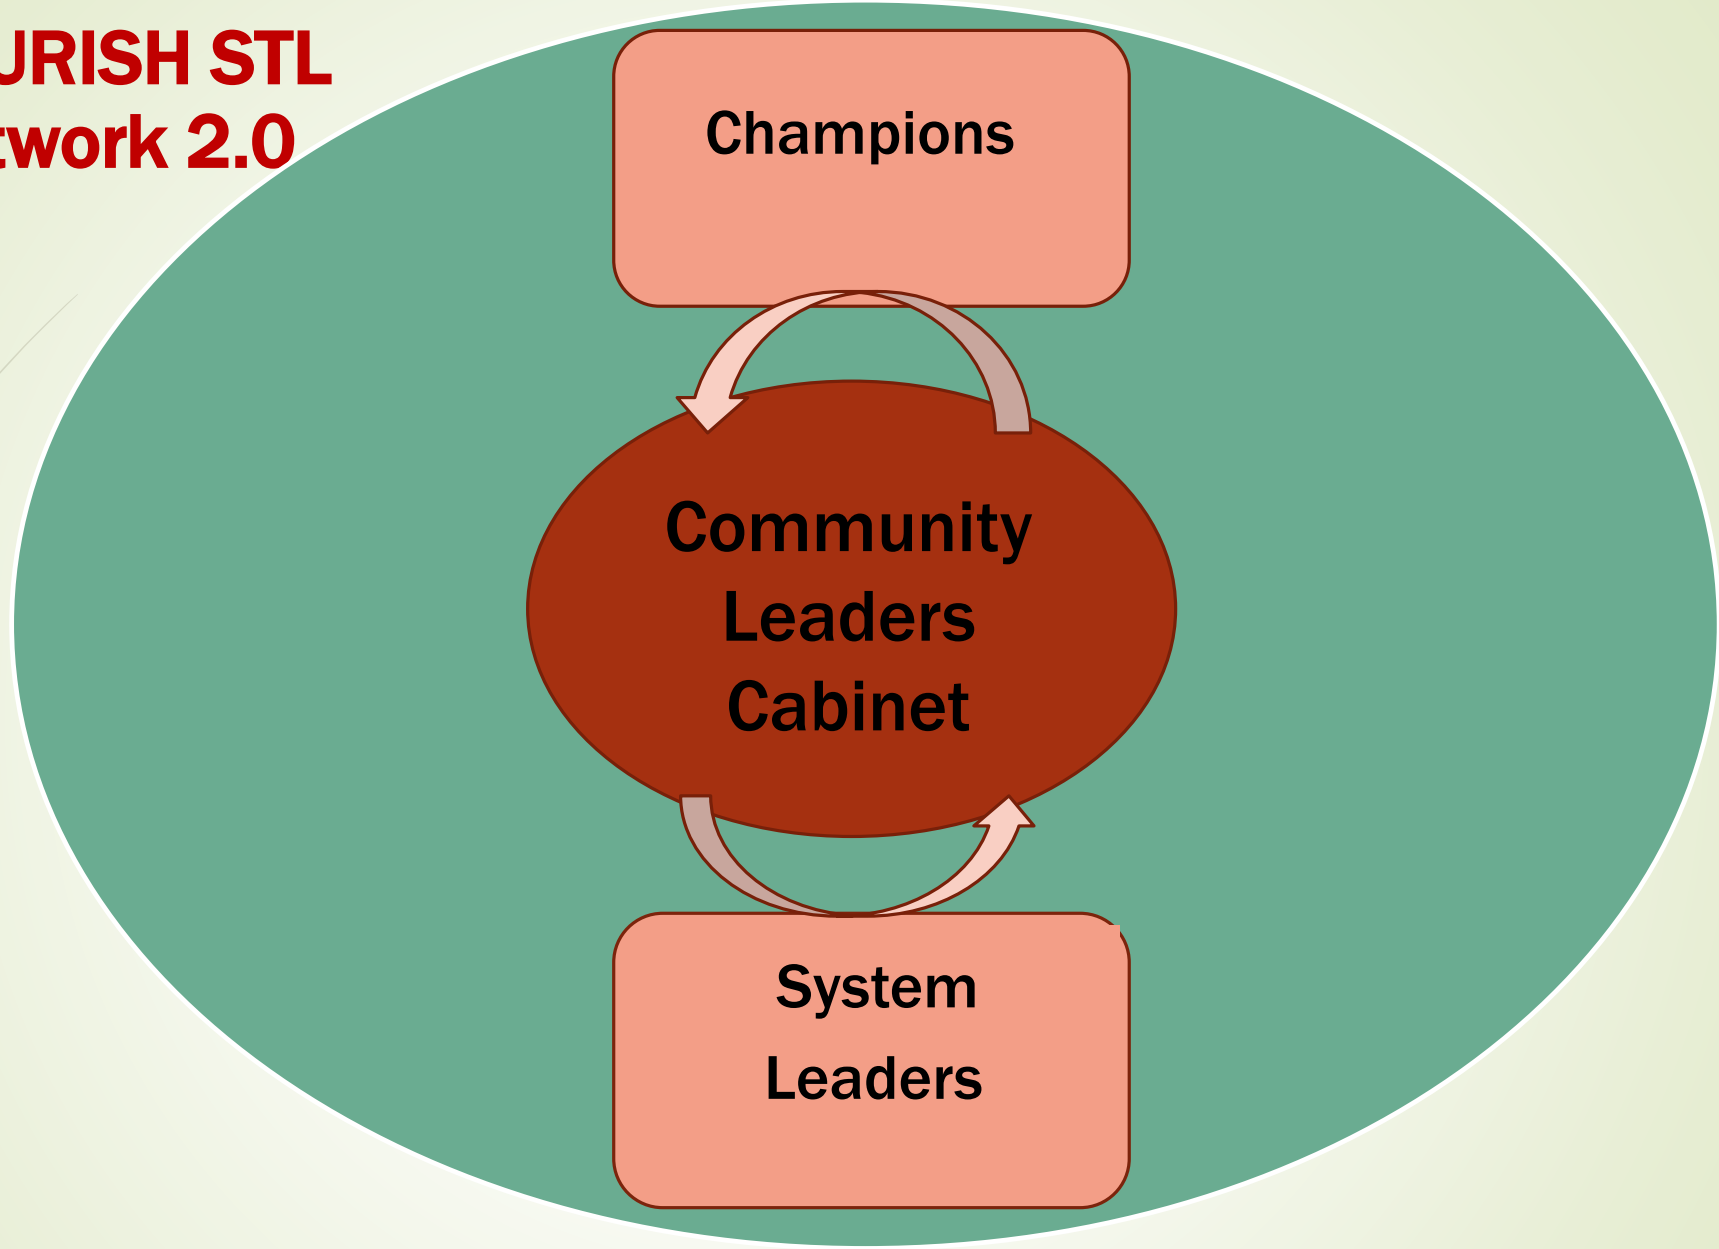 URISH STL
twork 2.0
Champions
Community
Leaders
Cabinet
System
Leaders